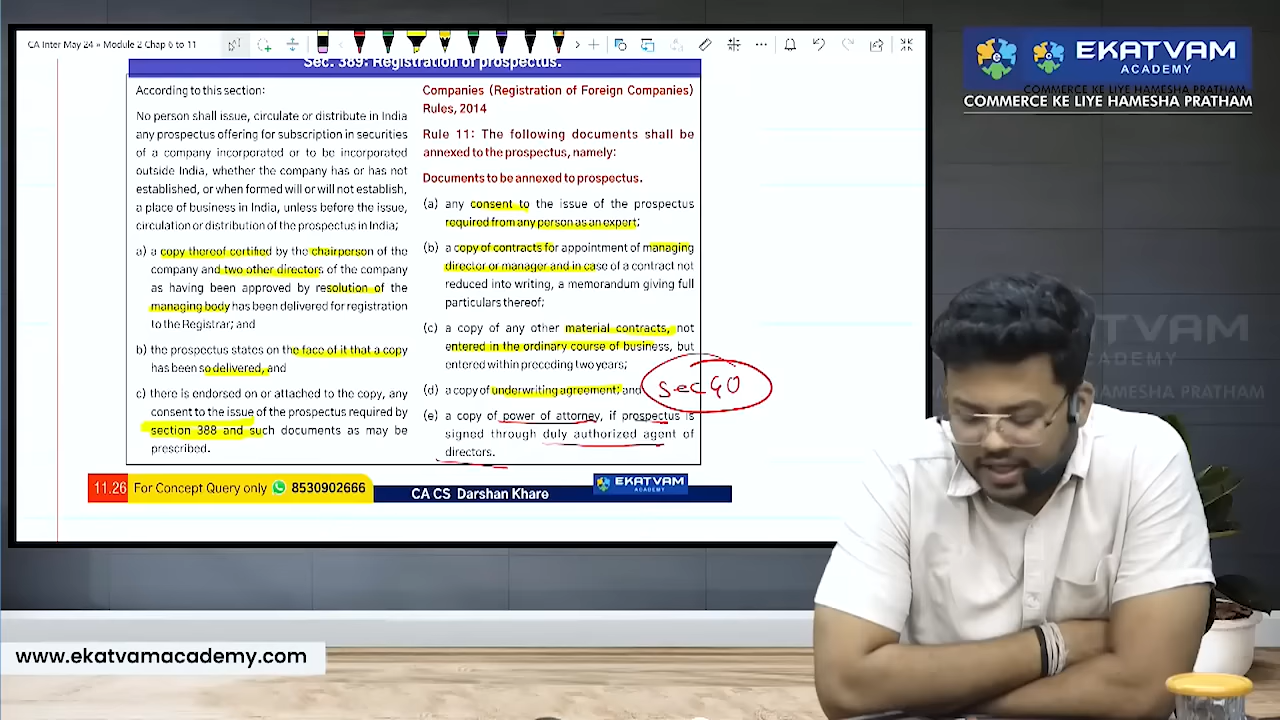 CA Inter May 24 » Module 2 Chap 6 to 11
Sec. 389: Registration of prospectus.
According to this section:
No person shall issue, circulate or distribute in India
any prospectus offering for subscription in securities
of a company incorporated or to be incorporated
outside India, whether the company has or has not
established, or when formed will or will not establish,
a place of business in India, unless before the issue,
circulation or distribution of the prospectus in India;
a) a copy thereof certified by the chairperson of the
company and two other directors of the company
as having been approved by resolution of the
managing body has been delivered for registration
to the Registrar; and
b) the prospectus states on the face of it that a copy
has been so delivered, and
c) there is endorsed on or attached to the copy, any
consent to the issue of the prospectus required by
section 388 and such documents as may be
prescribed.
Companies (Registration of Foreign Companies)
Rules, 2014
Rule 11: The following documents shall be
annexed to the prospectus, namely:
Documents to be annexed to prospectus.
(a) any consent to the issue of the prospectus
required from any person as an expert;
(b) a copy of contracts for appointment of managing
director or manager and in case of a contract not
reduced into writing, a memorandum giving full
particulars thereof;
(c) a copy of any other material contracts, not
entered in the ordinary course of business, but
entered within preceding two years;
(d) a copy of underwriting agreement; and
sec 40
(e) a copy of power of attorney, if prospectus is
signed through duly authorized agent of
directors.
11.26 For Concept Query only 8530902666
CA CS Darshan Khare
EKATVAM
ACADEMY
EKATVAM
ACADEMY
COMMERCE KE LIYE HAMESHA PRATHAM
COMMERCE KE LIYE HAMESHA PRATHAM
www.ekatvamacademy.com